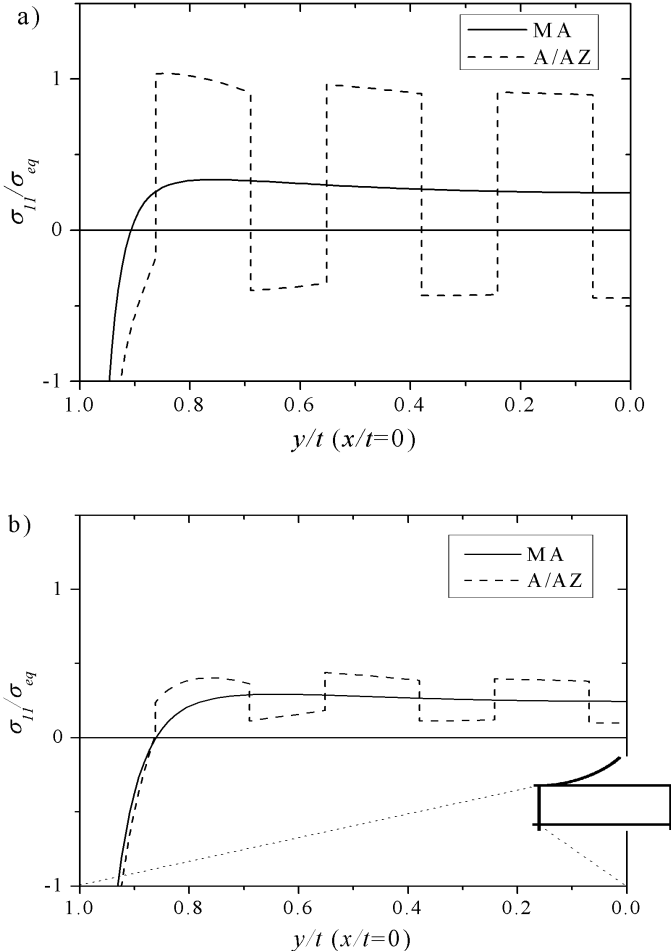 a)
MA
A/AZ
σ11/σeq
1
0
-1
1.0 0.8 0.6 0.4 0.2 0.0
y/t (x/t=0)
b)
MA
A/AZ
σ11/σeq
1
0
-1
1.0 0.8 0.6 0.4 0.2 0.0
y/t (x/t=0)